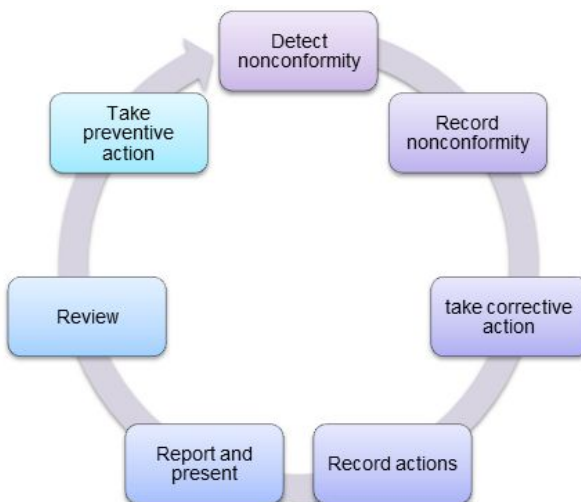 Detect
nonconformity
Record
nonconformity
take corrective
action
Record actions
Report and
present
Review
Take
preventive
action